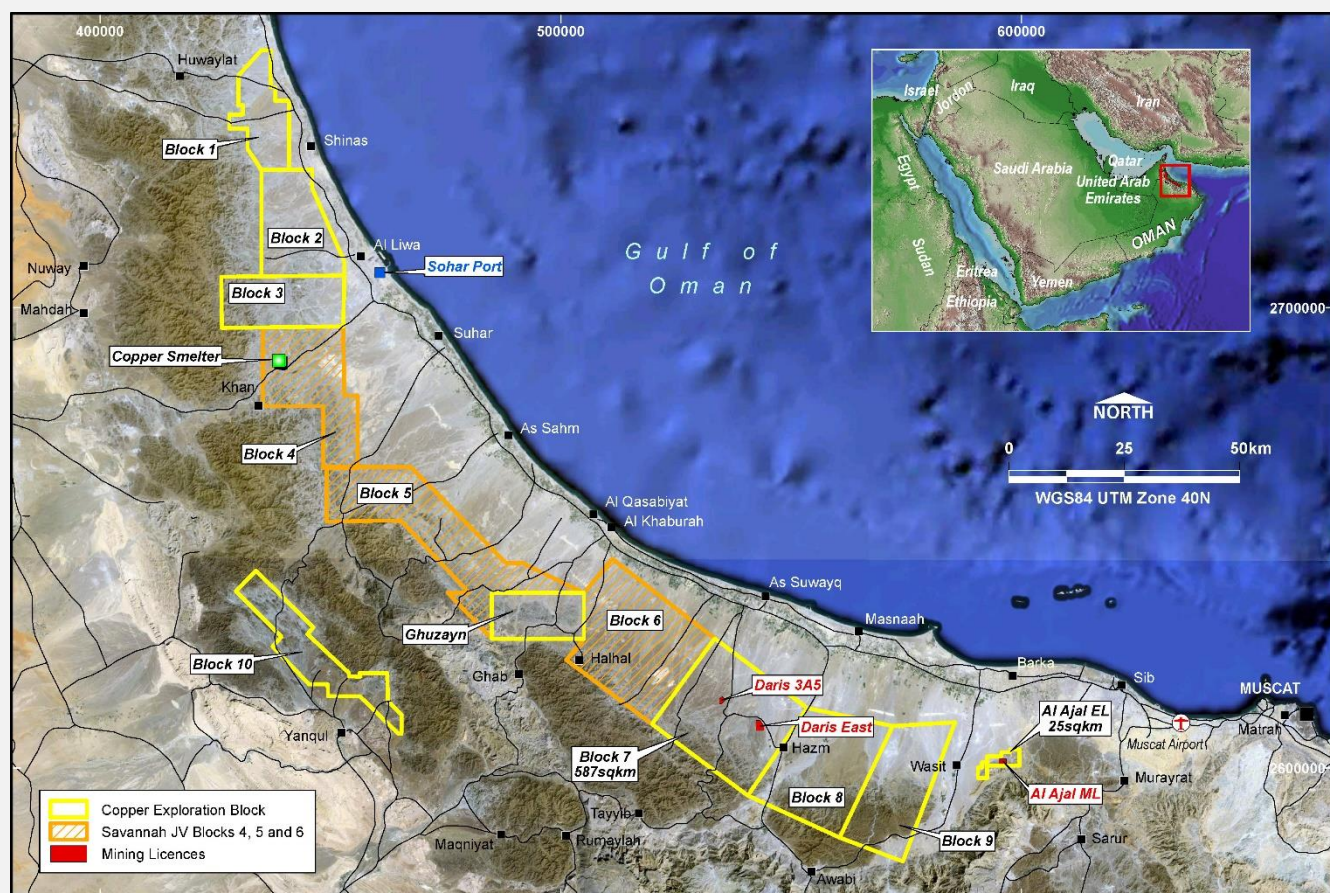 400000
500000
600000
Huwaylat
Block 1
Shinas
Block 2
Al Liwa
Sohar Port
Nuway
Block 3
Mahdah
Suhar
Copper Smelter
Khan
As Sahm
Block 4
Block 5
Al Qasabiyat
Al Khaburah
Gulf of
Oman
Israel
Jordon
Iraq
Iran
Egypt
Saudi Arabia
Qatar
United Arab
Emirates
OMAN
Sudan
Eritrea
Yemen
Ethiopia
2700000
NORTH
0
25
50km
WGS84 UTM Zone 40N
As Suwayq
Ghuzayn
Block 6
Masnaah
Block 10
Halhal
Ghab
Barka
Sib
Daris 3A5
Al Ajal EL
25sqkm
MUSCAT
Matrah
Yanqul
Daris East
Muscat Airport
Block 7
587sqkm
Hazm
Wasit
2600000
Al Ajal ML
Murayrat
Block 8
Tayyib
Block 9
Maqniyat
Rumaylah
Sarur
Awabi
Copper Exploration Block
Savannah JV Blocks 4, 5 and 6
Mining Licences